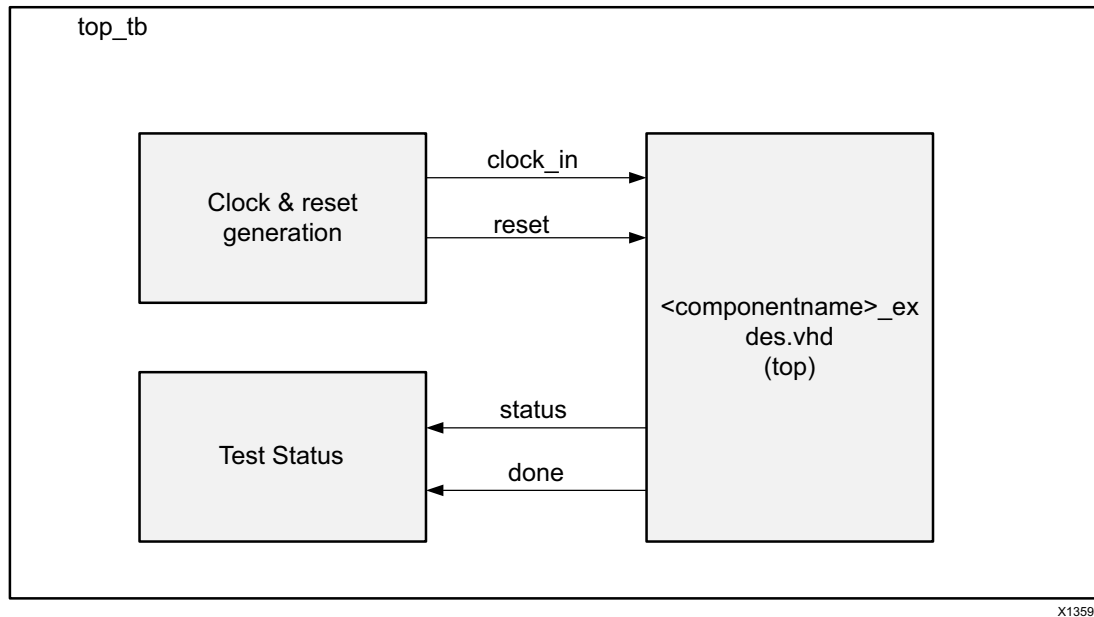 top_tb
Clock & reset
generation
clock_in
reset
<componentname>_ex
des.vhd
(top)
Test Status
status
done
X1359